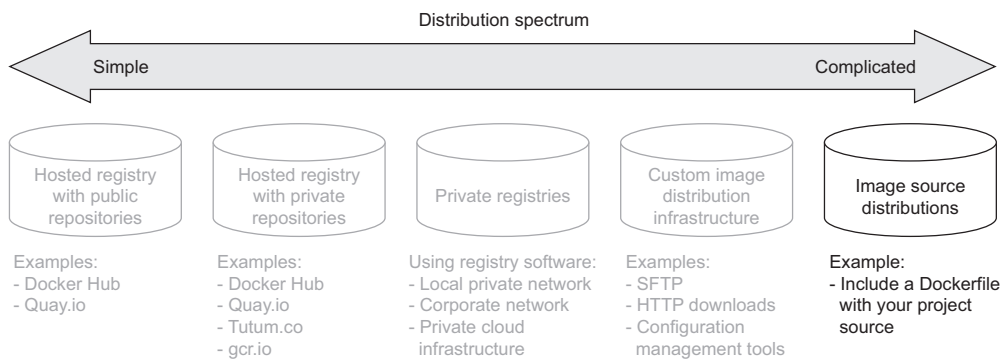 Distribution spectrum
Simple
Complicated
Hosted registry
with public
repositories
Hosted registry
with private
repositories
Private registries
Custom image
distribution
infrastructure
Image source
distributions
Examples:
- Docker Hub
- Quay.io
Examples:
- Docker Hub
- Quay.io
- Tutum.co
- gcr.io
Using registry software:
- Local private network
- Corporate network
- Private cloud
infrastructure
Examples:
- SFTP
- HTTP downloads
- Configuration
management tools
Example:
- Include a Dockerfile
with your project
source